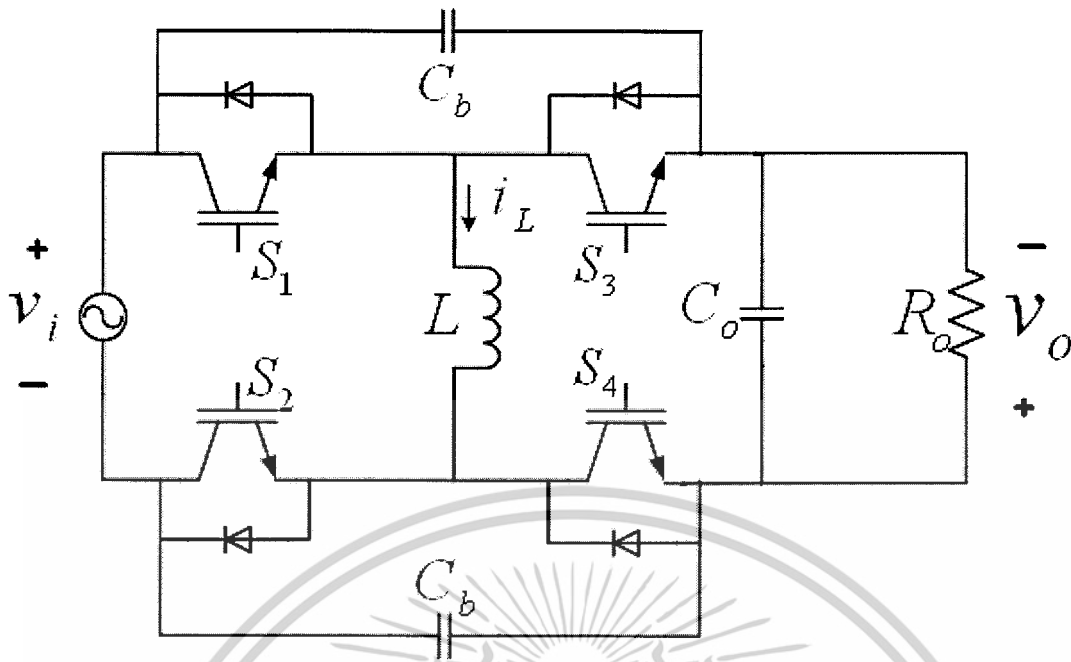 C_b
S_1
i_L
S_3
+
v_i
−
L
C_o
R_o
−
v_o
+
S_2
S_4
C_b